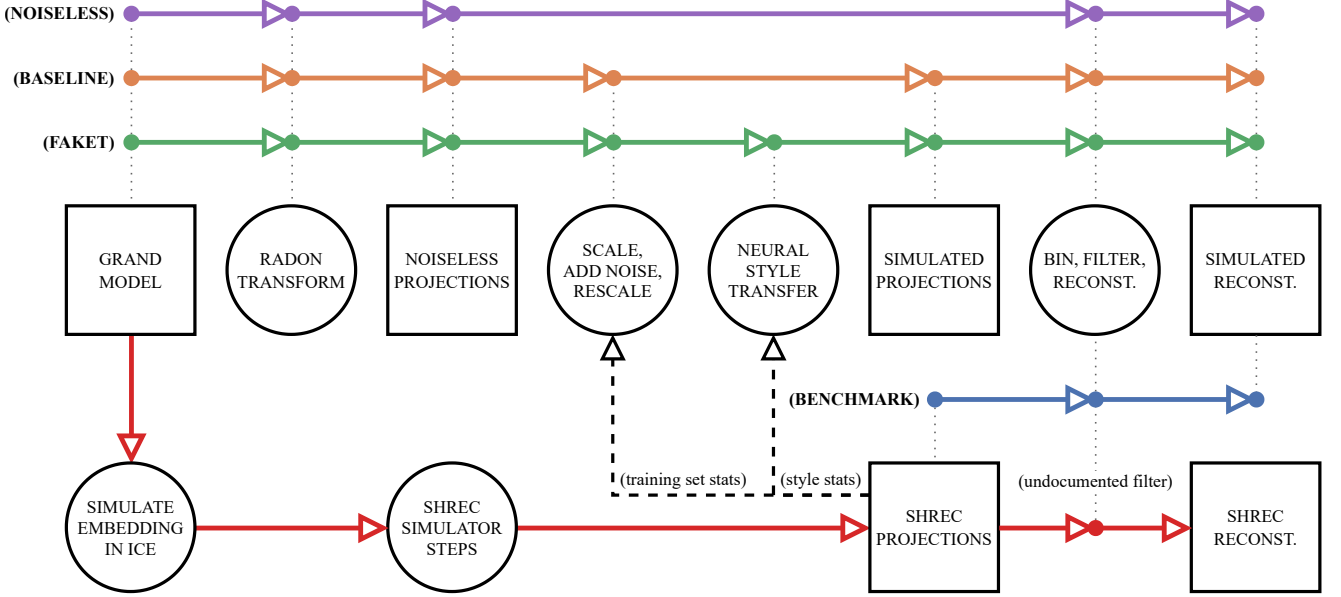 (NOISELESS)
(BASELINE)
(FAKET)
GRAND
MODEL
RADON
TRANSFORM
NOISELESS
PROJECTIONS
SCALE,
ADD NOISE,
RESCALE
NEURAL
STYLE
TRANSFER
SIMULATED
PROJECTIONS
BIN, FILTER,
RECONST.
SIMULATED
RECONST.
(BENCHMARK)
(training set stats)
(style stats)
(undocumented filter)
SIMULATE
EMBEDDING
IN ICE
SHREC
SIMULATOR
STEPS
SHREC
PROJECTIONS
SHREC
RECONST.